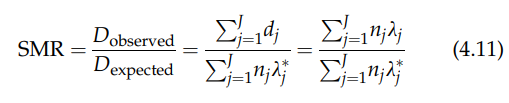 SMR = D_observed / D_expected = ∑_{j=1}^{J} d_j / ∑_{j=1}^{J} n_j λ_j^* = ∑_{j=1}^{J} n_j λ_j / ∑_{j=1}^{J} n_j λ_j^* (4.11)